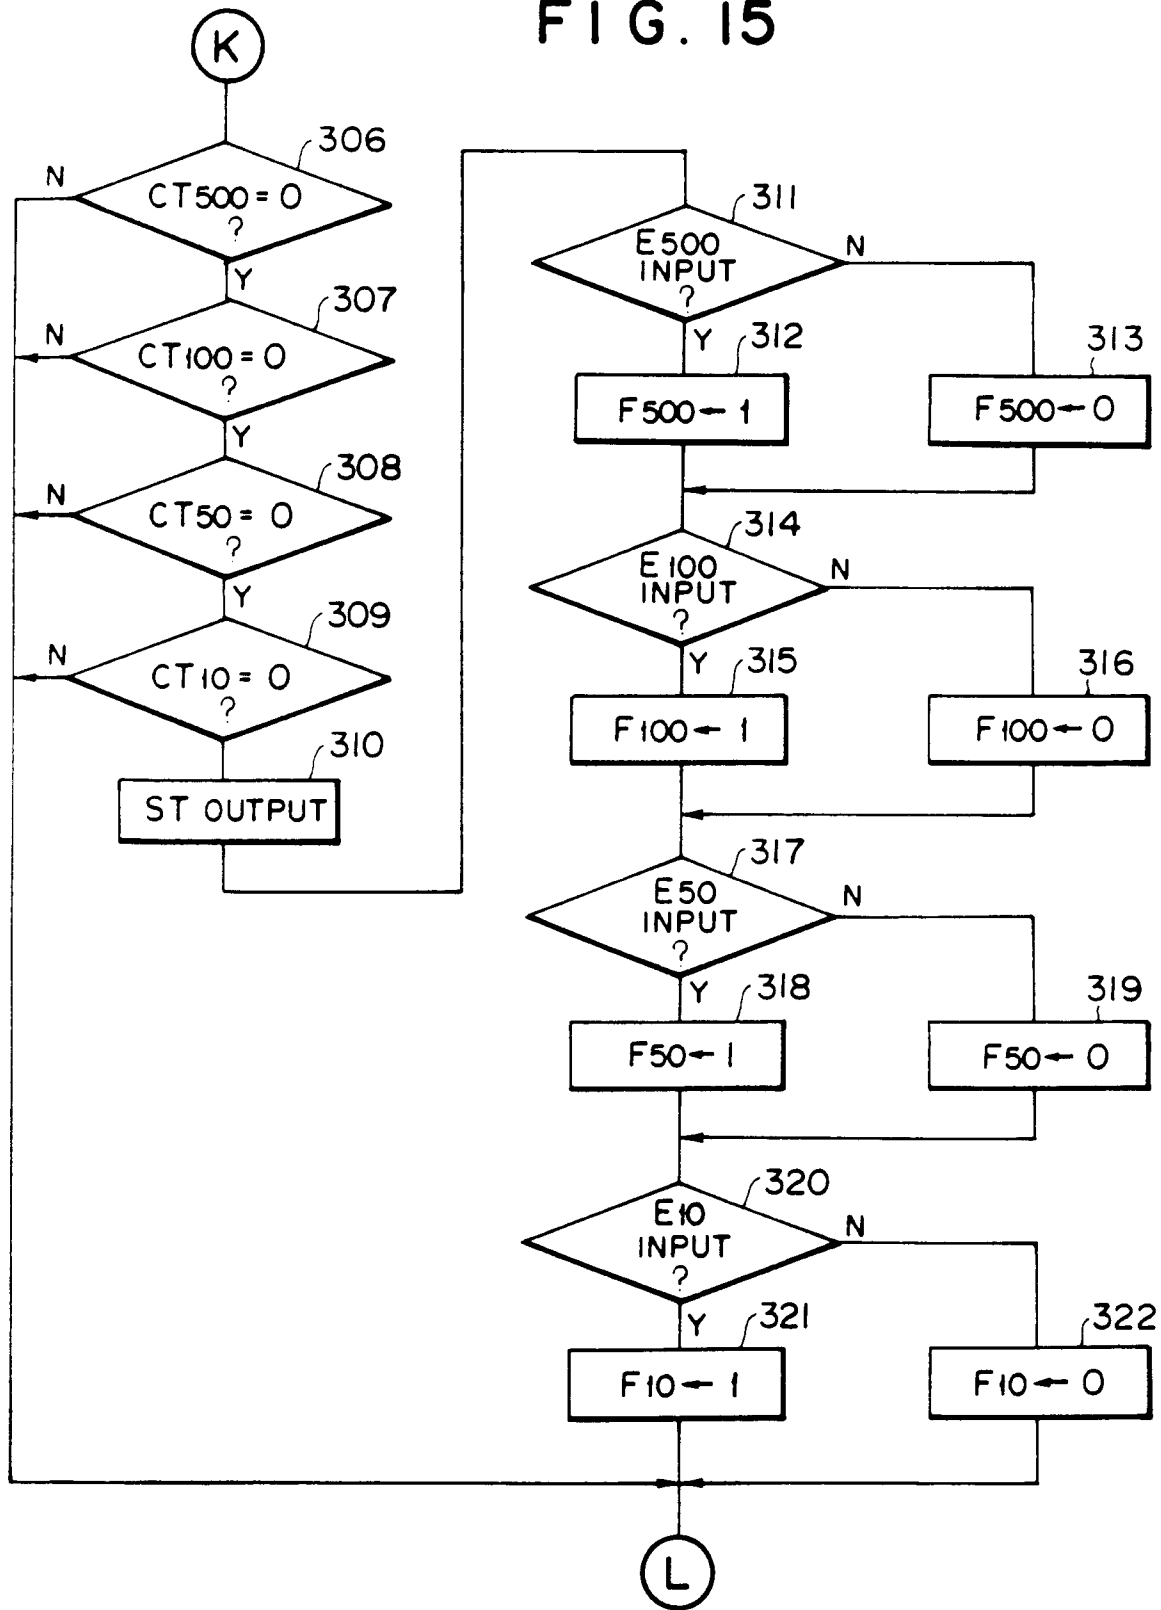 FIG. 15
K
306
N
CT500=0
?
Y
307
N
CT100=0
?
Y
308
N
CT50=0
?
Y
309
N
CT10=0
?
310
ST OUTPUT
311
E500
INPUT
?
N
Y
312
F500←1
313
F500←0
314
E100
INPUT
?
N
Y
315
F100←1
316
F100←0
317
E50
INPUT
?
N
Y
318
F50←1
319
F50←0
320
E10
INPUT
?
N
Y
321
F10←1
322
F10←0
L